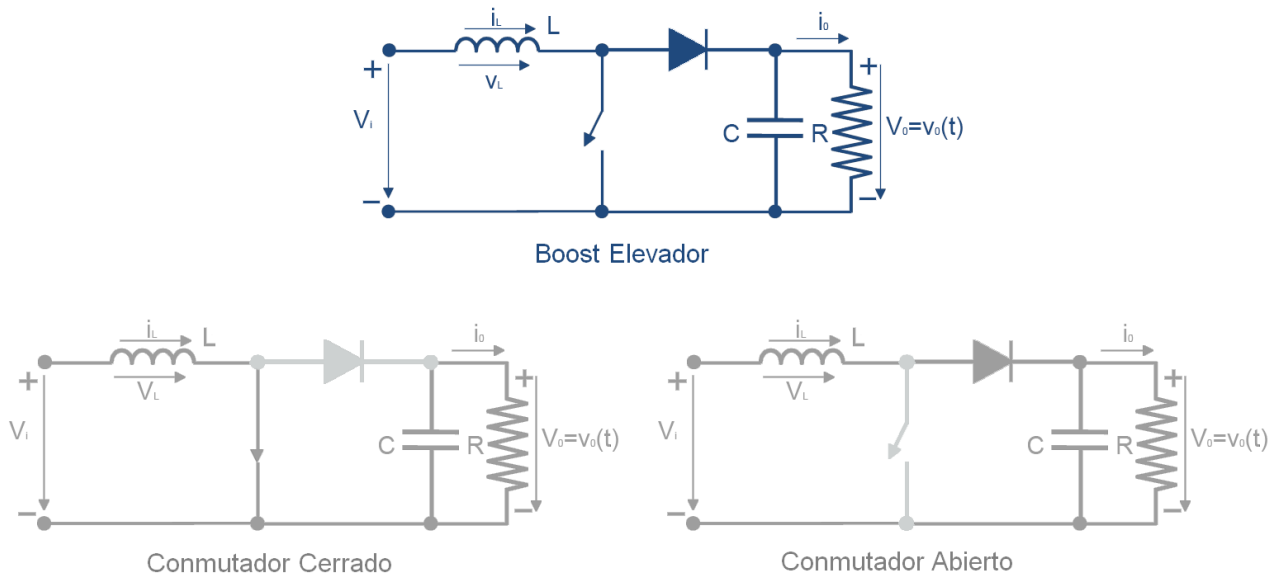 iL L
i0
+
vL
+
Vi
C
R
V0=v0(t)
−
−
Boost Elevador
iL L
i0
+
VL
+
Vi
C
R
V0=v0(t)
−
−
Conmutador Cerrado
iL L
i0
+
VL
+
Vi
C
R
V0=v0(t)
−
−
Conmutador Abierto